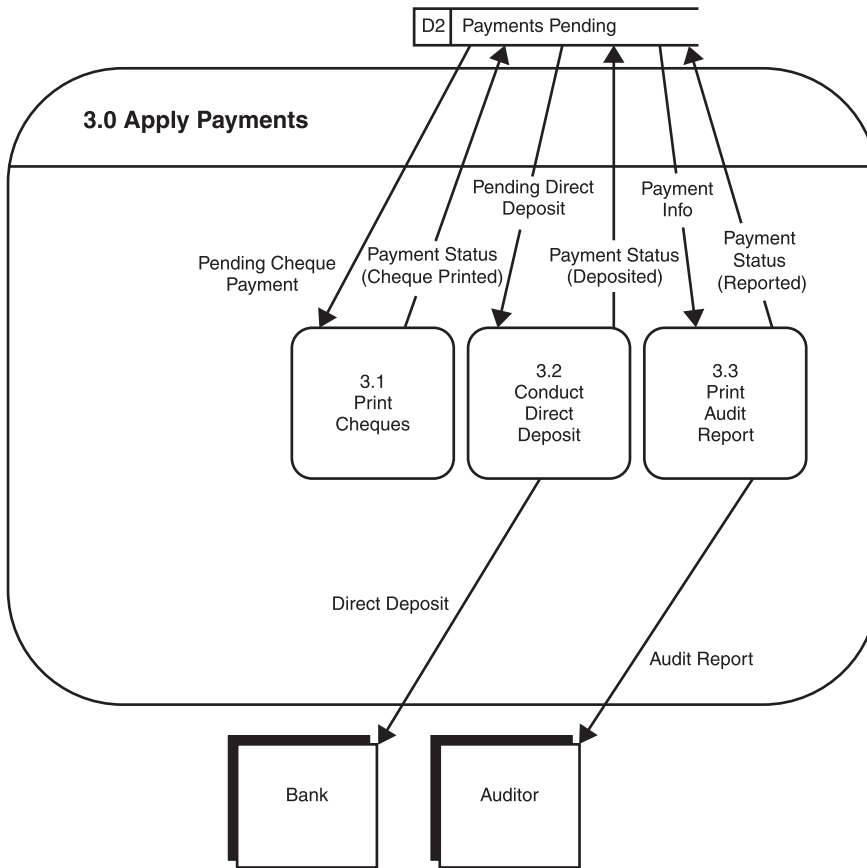 D2 Payments Pending
3.0 Apply Payments
Pending Cheque
Payment
Payment Status
(Cheque Printed)
Pending Direct
Deposit
Payment Status
(Deposited)
Payment
Info
Payment
Status
(Reported)
3.1
Print
Cheques
3.2
Conduct
Direct
Deposit
3.3
Print
Audit
Report
Direct Deposit
Audit Report
Bank
Auditor